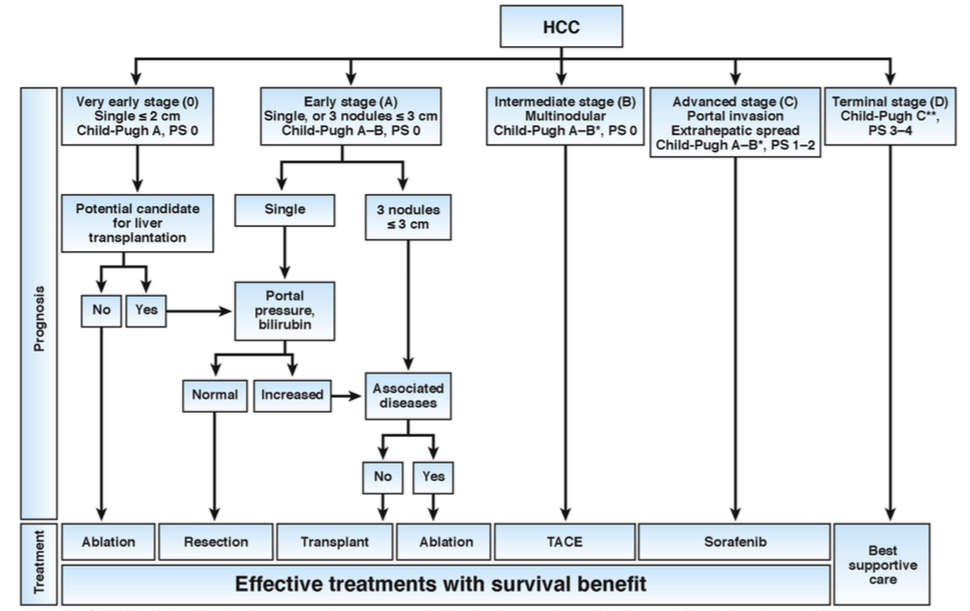 HCC
Very early stage (0)
Single ≤ 2 cm
Child-Pugh A, PS 0
Early stage (A)
Single, or 3 nodules ≤ 3 cm
Child-Pugh A–B, PS 0
Intermediate stage (B)
Multinodular
Child-Pugh A–B*, PS 0
Advanced stage (C)
Portal invasion
Extrahepatic spread
Child-Pugh A–B*, PS 1–2
Terminal stage (D)
Child-Pugh C**,
PS 3–4
Potential candidate
for liver
transplantation
Single
3 nodules
≤ 3 cm
No
Yes
Portal
pressure,
bilirubin
Normal
Increased
Associated
diseases
No
Yes
Prognosis
Treatment
Ablation
Resection
Transplant
Ablation
TACE
Sorafenib
Best
supportive
care
Effective treatments with survival benefit